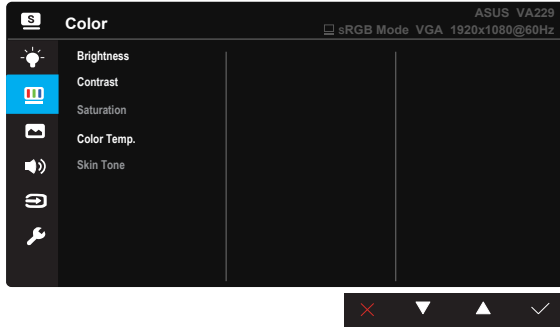 S
Color
ASUS VA229
sRGB Mode VGA 1920x1080@60Hz
Brightness
Contrast
Saturation
Color Temp.
Skin Tone